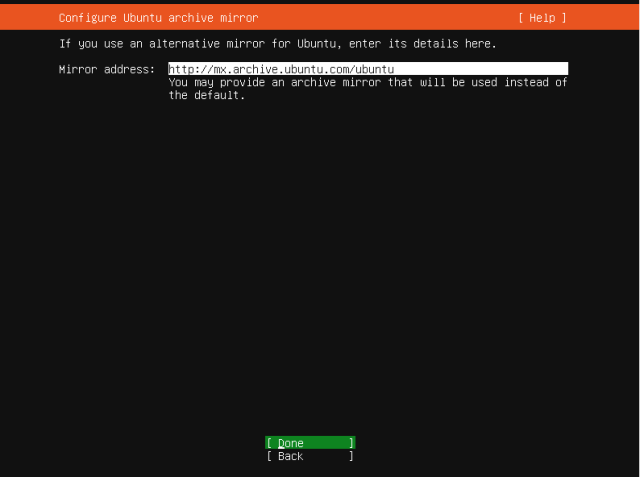 Configure Ubuntu archive mirror [ Help ]
If you use an alternative mirror for Ubuntu, enter its details here.
Mirror address: http://mx.archive.ubuntu.com/ubuntu
You may provide an archive mirror that will be used instead of
the default.
[ Done ]
[ Back ]